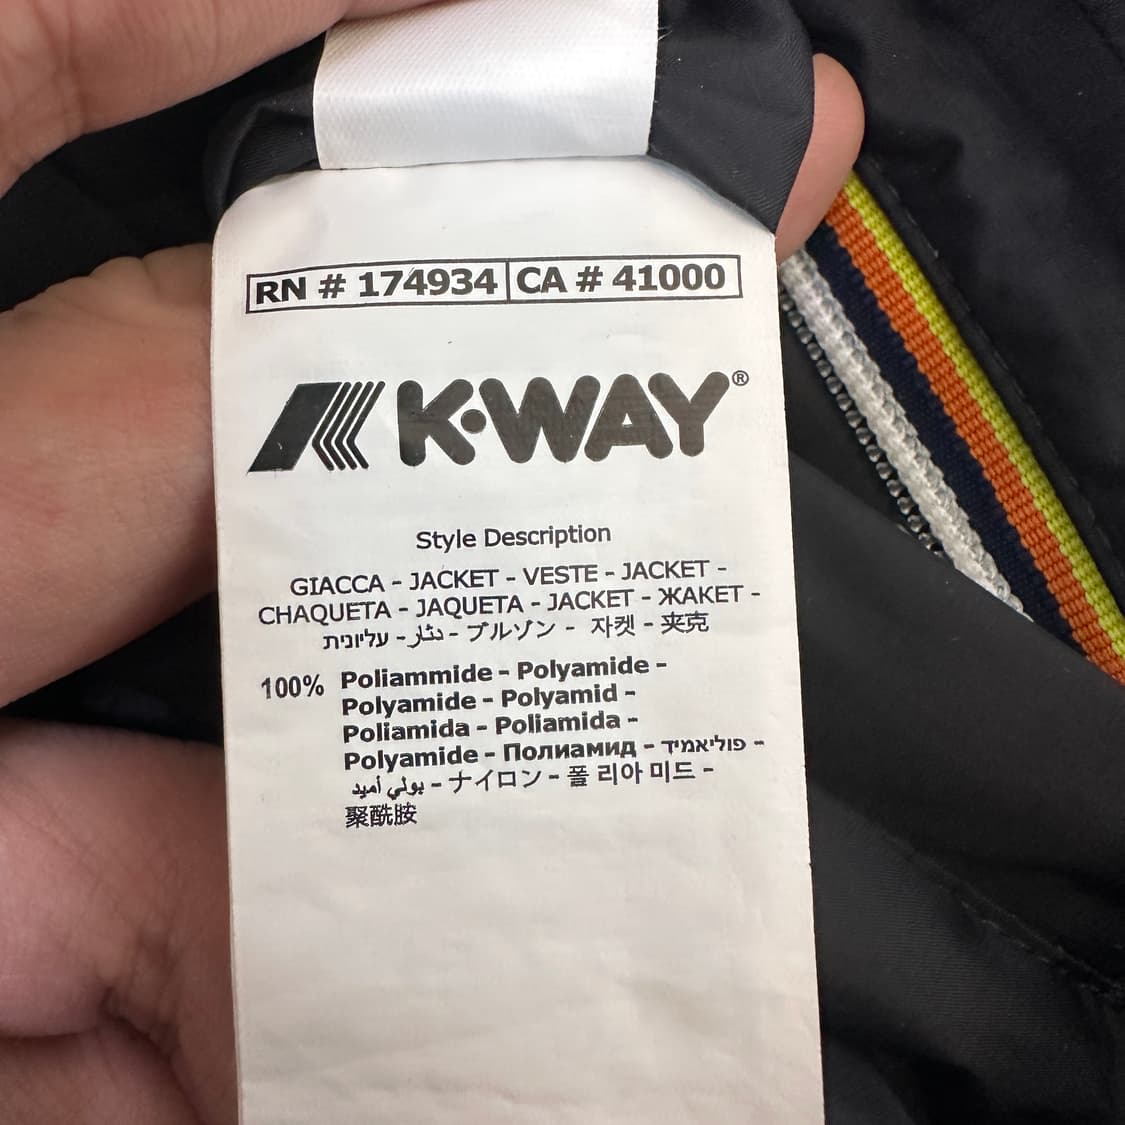 RN # 174934 CA # 41000
K·WAY®
Style Description
GIACCA - JACKET - VESTE - JACKET -
CHAQUETA - JAQUETA - JACKET - ЖАКЕТ -
עליונית - دثار - ブルゾン - 자켓 - 夹克
100% Poliammide - Polyamide -
Polyamide - Polyamid -
Poliamida - Poliamida -
Polyamide - Полиамид - פוליאמיד -
بولي أميد - ナイロン - 폴 리아 미드 -
聚酰胺